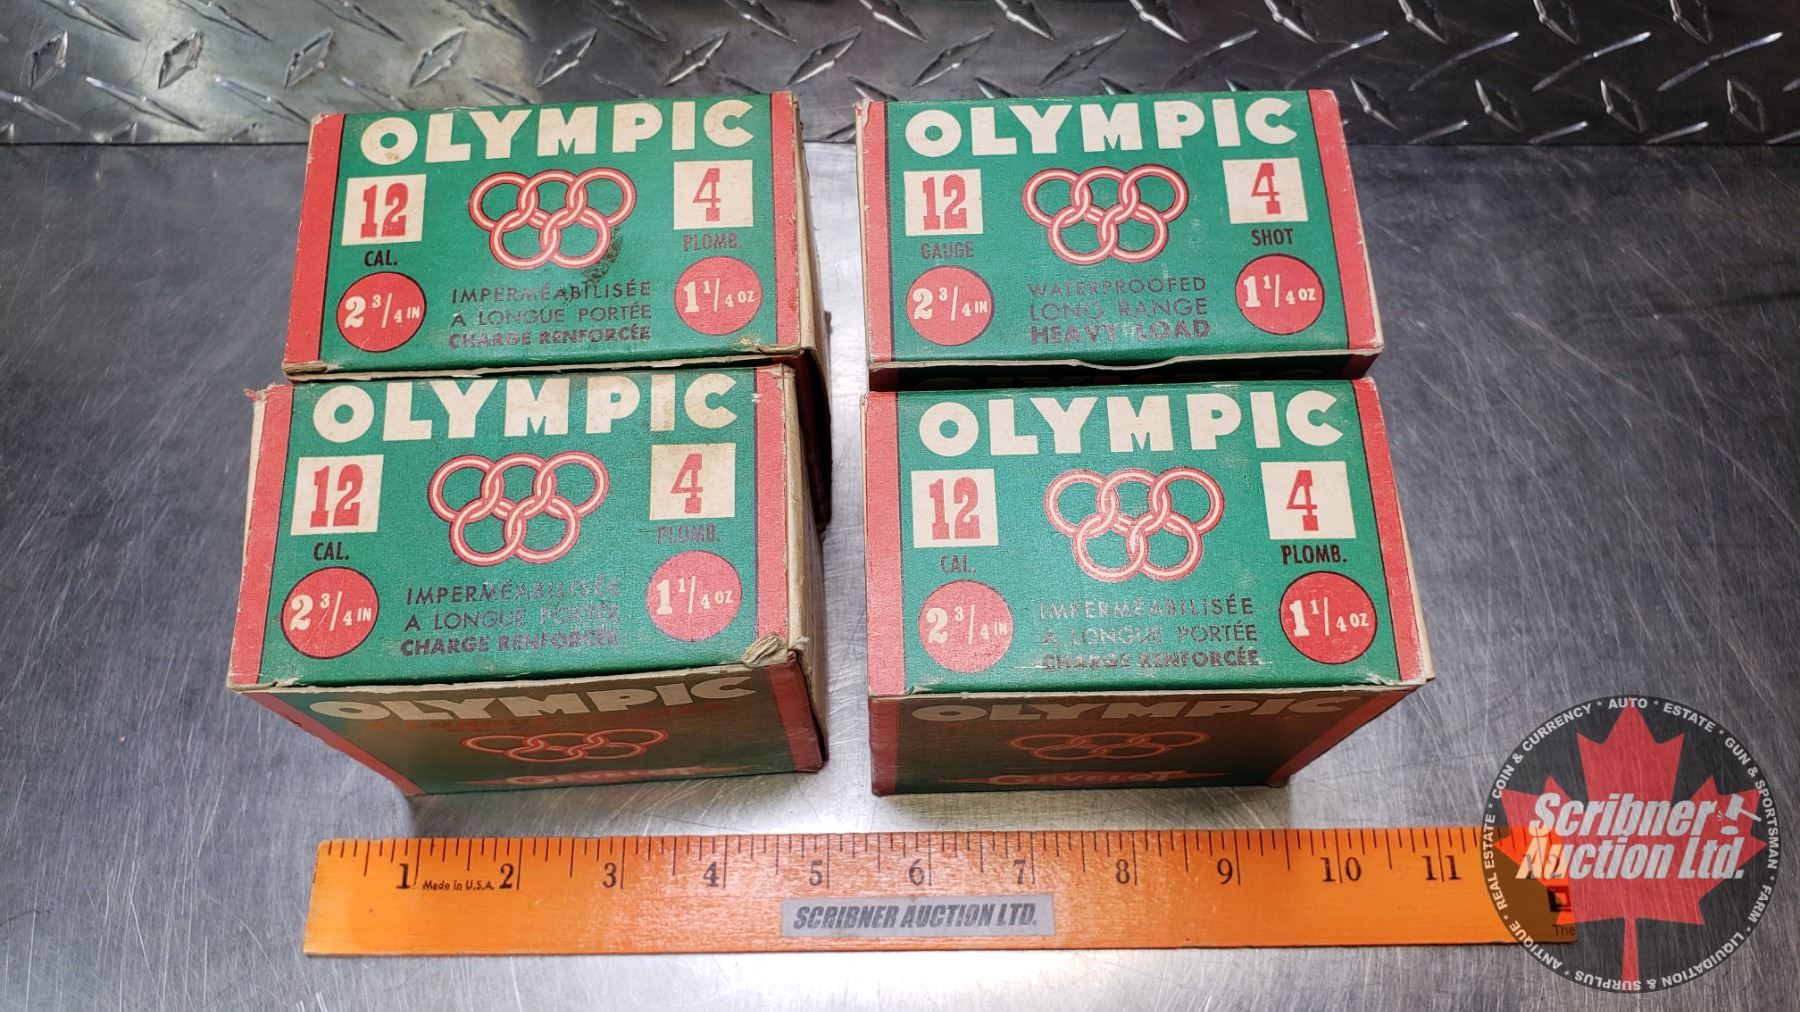 OLYMPIC
12
4
CAL.
PLOMB.
2 3/4 IN
1 1/4 OZ
IMPERMÉABILISÉE
A LONGUE PORTÉE
CHARGE RENFORCÉE
OLYMPIC
12
4
GAUGE
SHOT
2 3/4 IN
1 1/4 OZ
WATERPROOFED
LONG RANGE
HEAVY LOAD
OLYMPIC
12
4
CAL.
PLOMB.
2 3/4 IN
1 1/4 OZ
IMPERMÉABILISÉE
A LONGUE PORTÉE
CHARGE RENFORCÉE
OLYMPIC
GEVELOT
OLYMPIC
12
4
CAL.
PLOMB.
2 3/4 IN
1 1/4 OZ
IMPERMÉABILISÉE
A LONGUE PORTÉE
CHARGE RENFORCÉE
OLYMPIC
GEVELOT
1 2 3 4 5 6 7 8 9 10 11 12
Made in U.S.A.
SCRIBNER AUCTION LTD.
The
Scribner
Auction Ltd.
COIN & CURRENCY * AUTO * ESTATE * GUN & SPORTSMAN * FARM * LIQUIDATION & SURPLUS * ANTIQUE * REAL ESTATE *